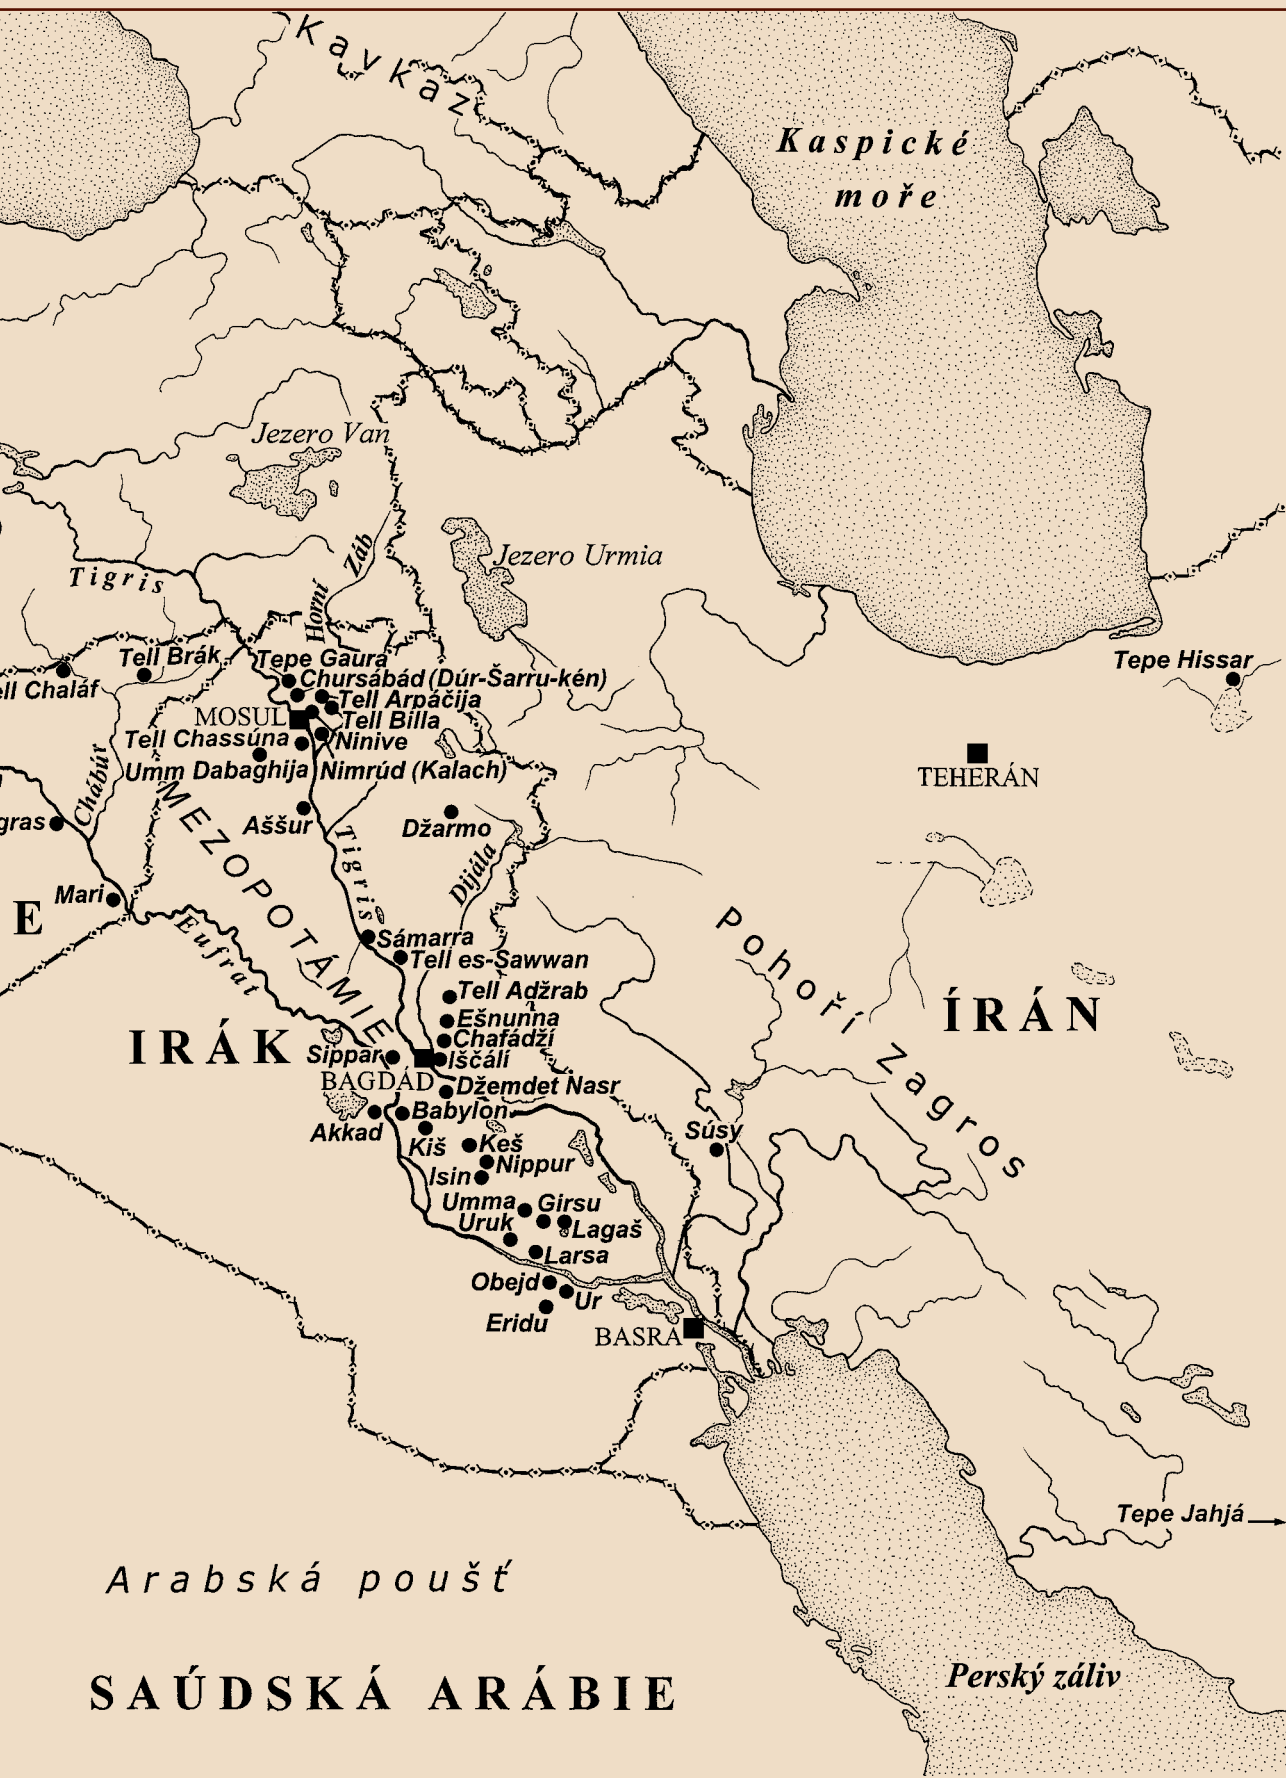 Kavkaz
Kaspické
moře
Jezero Van
Jezero Urmia
Horní Záb
Tigris
Tell Brák
Tepe Gaura
Tepe Hissar
ell Chaláf
Chursábád (Dúr-Šarru-kén)
Tell Arpáčija
MOSUL
Tell Billa
Tell Chassúna
Ninive
TEHERÁN
Umm Dabaghija
Nimrúd (Kalach)
Chábúr
gras
Aššur
Džarmo
MEZOPOTÁMIE
Tigris
Dijála
Mari
E
Eufrat
Sámarra
Tell es-Sawwan
Pohoří Zagros
Tell Adžrab
ÍRÁN
Ešnunna
Chafádží
IRÁK
Sippar
Iščálí
BAGDÁD
Džemdet Nasr
Babylon
Akkad
Súsy
Kiš
Keš
Nippur
Isin
Umma
Girsu
Uruk
Lagaš
Larsa
Obejd
Ur
Eridu
BASRA
Tepe Jahjá
Arabská poušť
SAÚDSKÁ ARÁBIE
Perský záliv